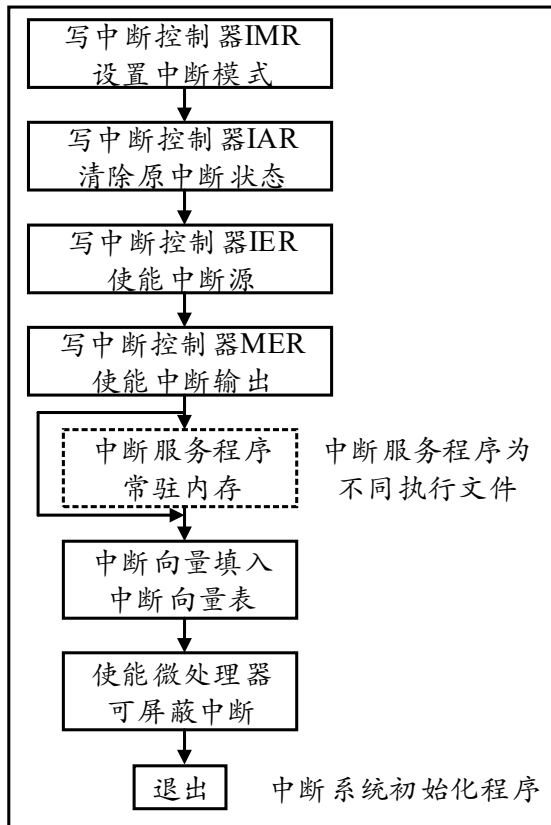 写中断控制器IMR
设置中断模式
写中断控制器IAR
清除原中断状态
写中断控制器IER
使能中断源
写中断控制器MER
使能中断输出
中断服务程序
常驻内存
中断服务程序为
不同执行文件
中断向量填入
中断向量表
使能微处理器
可屏蔽中断
退出
中断系统初始化程序